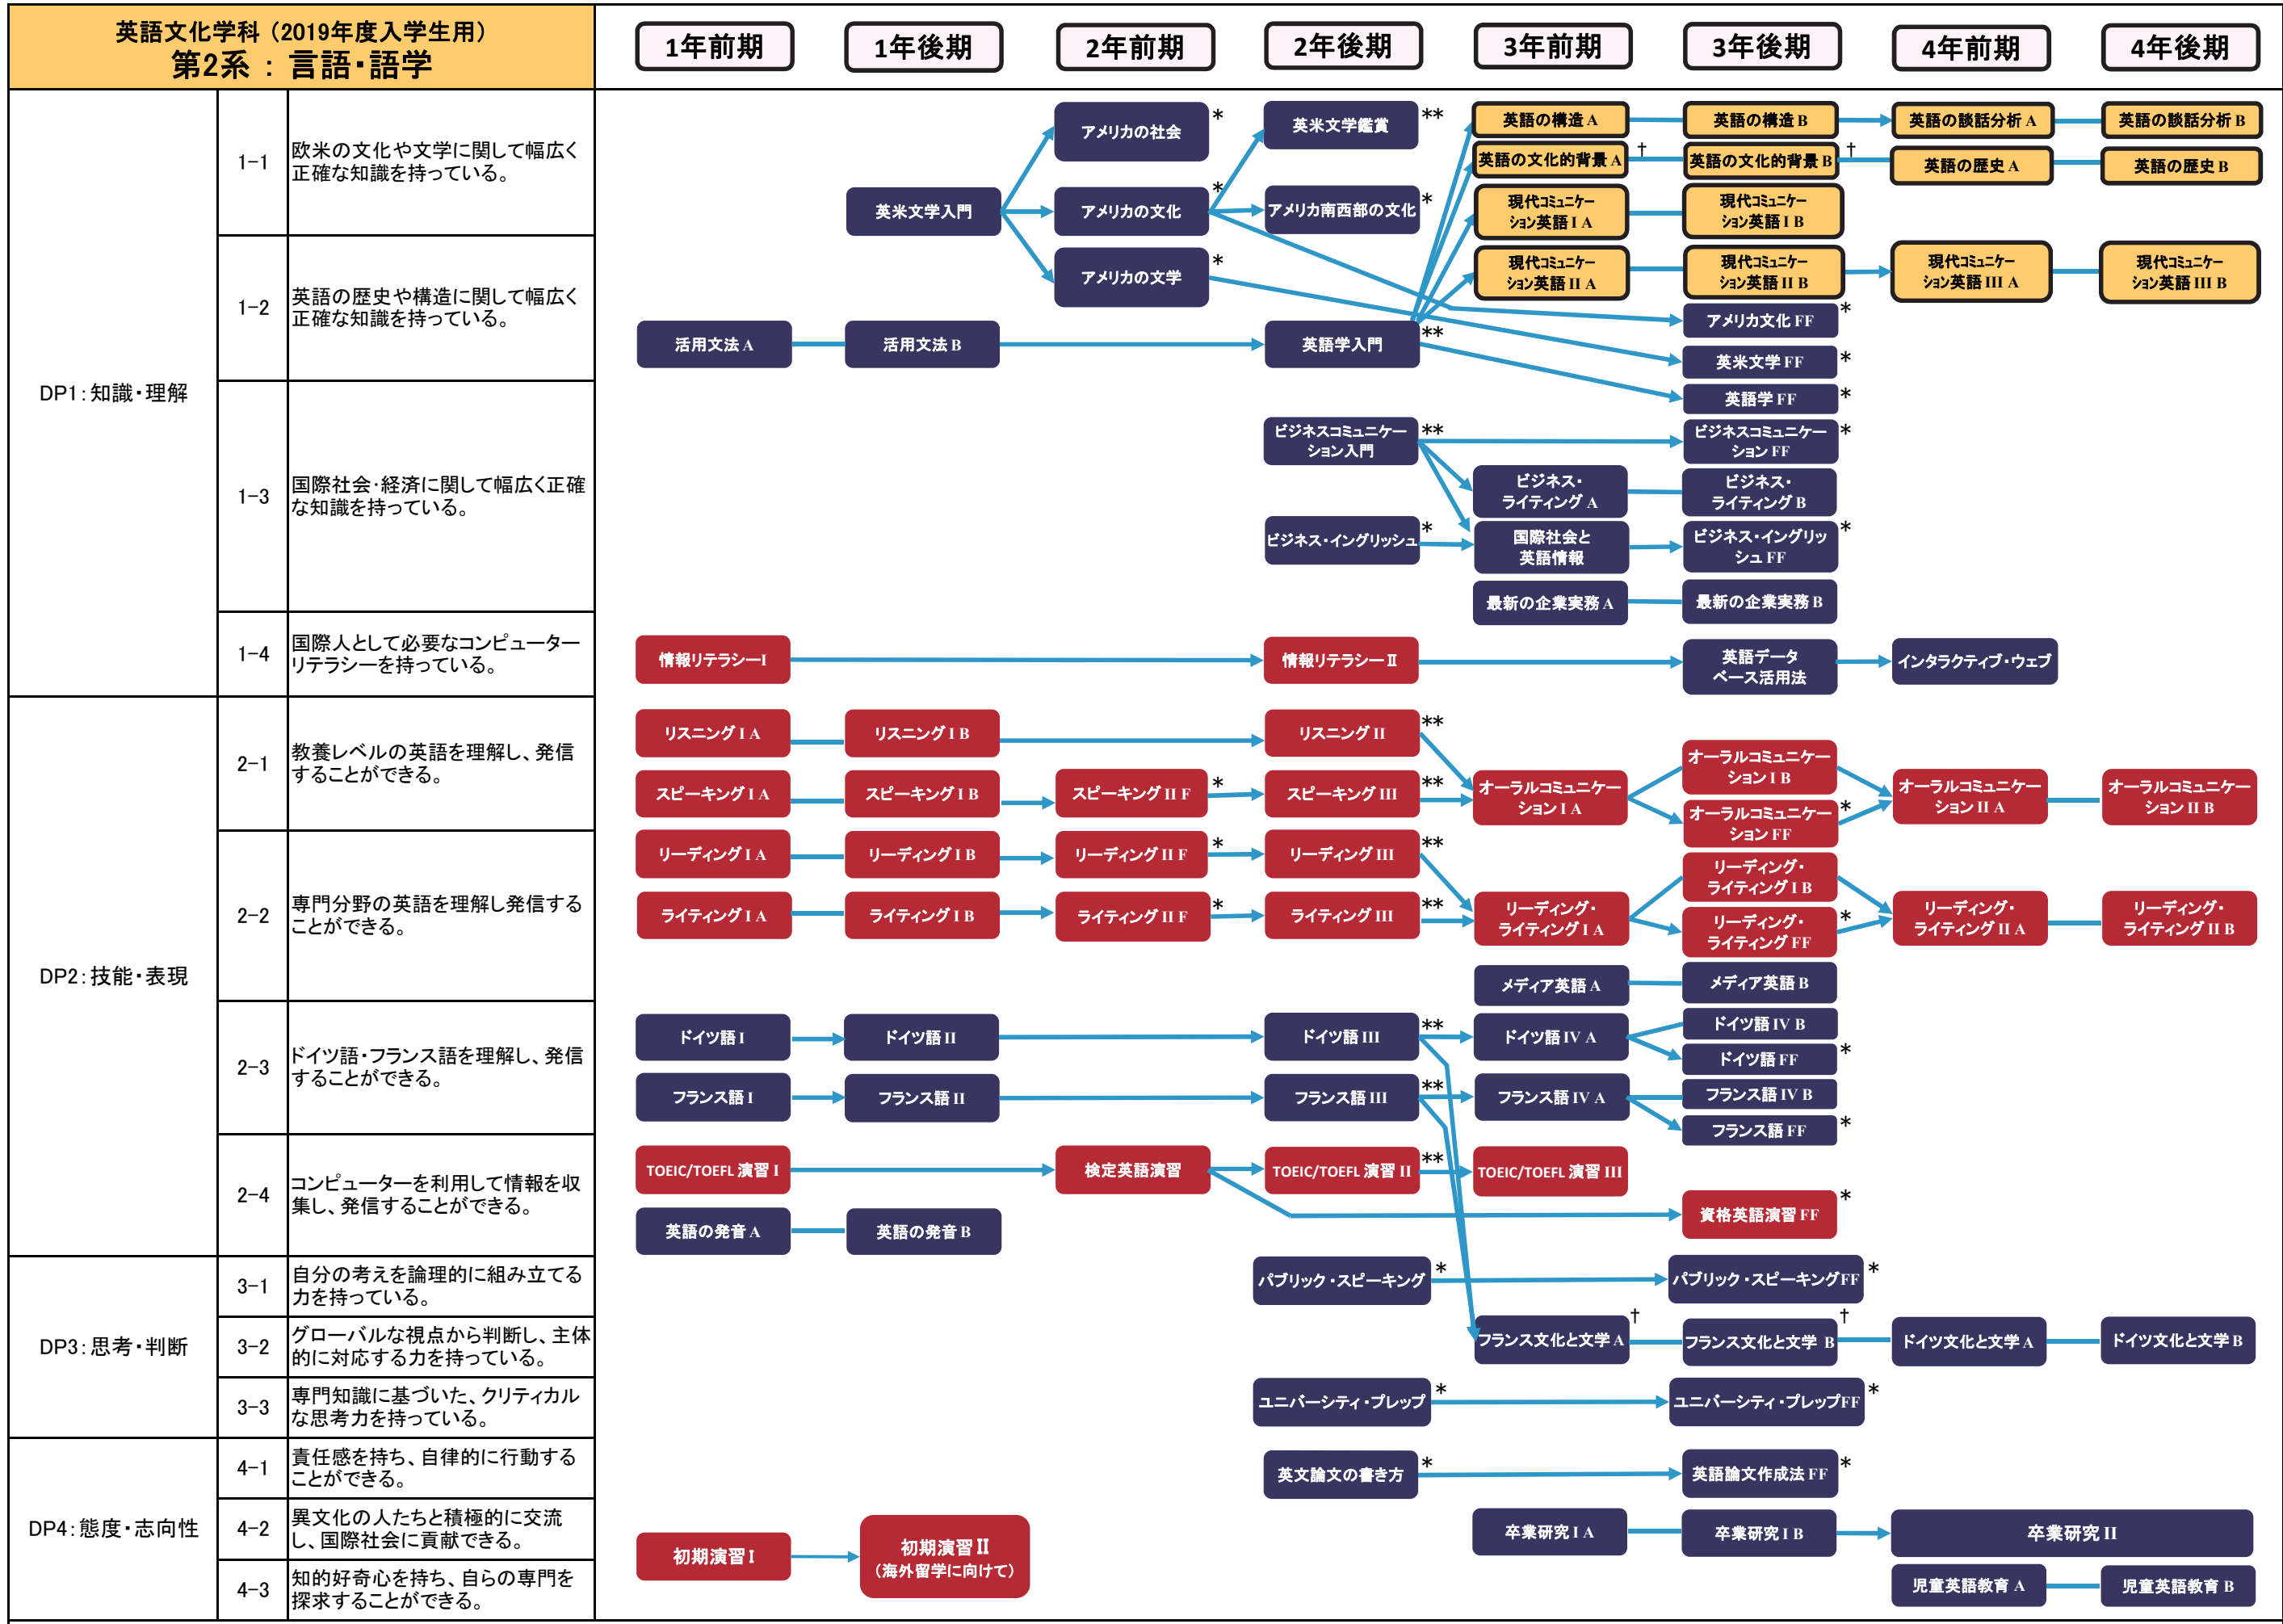 英語文化学科（2019年度入学生用）
第2系 ： 言語・語学
1年前期
1年後期
2年前期
2年後期
3年前期
3年後期
4年前期
4年後期
DP1：知識・理解
1-1
欧米の文化や文学に関して幅広く
正確な知識を持っている。
1-2
英語の歴史や構造に関して幅広く
正確な知識を持っている。
1-3
国際社会・経済に関して幅広く正確
な知識を持っている。
1-4
国際人として必要なコンピューター
リテラシーを持っている。
DP2：技能・表現
2-1
教養レベルの英語を理解し、発信
することができる。
2-2
専門分野の英語を理解し発信する
ことができる。
2-3
ドイツ語・フランス語を理解し、発信
することができる。
2-4
コンピューターを利用して情報を収
集し、発信することができる。
DP3：思考・判断
3-1
自分の考えを論理的に組み立てる
力を持っている。
3-2
グローバルな視点から判断し、主体
的に対応する力を持っている。
3-3
専門知識に基づいた、クリティカル
な思考力を持っている。
DP4：態度・志向性
4-1
責任感を持ち、自律的に行動する
ことができる。
4-2
異文化の人たちと積極的に交流
し、国際社会に貢献できる。
4-3
知的好奇心を持ち、自らの専門を
探求することができる。
アメリカの社会 *
英米文学鑑賞 **
英語の構造 A
英語の構造 B
英語の談話分析 A
英語の談話分析 B
英語の文化的背景 A †
英語の文化的背景 B †
英語の歴史 A
英語の歴史 B
英米文学入門
アメリカの文化 *
アメリカ南西部の文化 *
現代コミュニケー
ション英語 I A
現代コミュニケー
ション英語 I B
アメリカの文学 *
現代コミュニケー
ション英語 II A
現代コミュニケー
ション英語 II B
現代コミュニケー
ション英語 III A
現代コミュニケー
ション英語 III B
アメリカ文化 FF *
活用文法 A
活用文法 B
英語学入門 **
英米文学 FF *
英語学 FF *
ビジネスコミュニケー
ション入門 **
ビジネスコミュニケー
ション FF *
ビジネス・
ライティング A
ビジネス・
ライティング B
ビジネス・イングリッシュ *
国際社会と
英語情報
ビジネス・イングリッ
シュ FF *
最新の企業実務 A
最新の企業実務 B
情報リテラシーI
情報リテラシー II
英語データ
ベース活用法
インタラクティブ・ウェブ
リスニング I A
リスニング I B
リスニング II **
オーラルコミュニケー
ション I B
スピーキング I A
スピーキング I B
スピーキング II F *
スピーキング III **
オーラルコミュニケー
ション I A
オーラルコミュニケー
ション FF *
オーラルコミュニケー
ション II A
オーラルコミュニケー
ション II B
リーディング I A
リーディング I B
リーディング II F *
リーディング III **
リーディング・
ライティング I B
ライティング I A
ライティング I B
ライティング II F *
ライティング III **
リーディング・
ライティング I A
リーディング・
ライティング FF *
リーディング・
ライティング II A
リーディング・
ライティング II B
メディア英語 A
メディア英語 B
ドイツ語 I
ドイツ語 II
ドイツ語 III **
ドイツ語 IV A
ドイツ語 IV B
ドイツ語 FF *
フランス語 I
フランス語 II
フランス語 III **
フランス語 IV A
フランス語 IV B
フランス語 FF *
TOEIC/TOEFL 演習 I
検定英語演習
TOEIC/TOEFL 演習 II **
TOEIC/TOEFL 演習 III
資格英語演習 FF *
英語の発音 A
英語の発音 B
パブリック・スピーキング *
パブリック・スピーキングFF *
フランス文化と文学 A †
フランス文化と文学 B †
ドイツ文化と文学 A
ドイツ文化と文学 B
ユニバーシティ・プレップ *
ユニバーシティ・プレップFF *
英文論文の書き方 *
英語論文作成法 FF *
卒業研究 I A
卒業研究 I B
卒業研究 II
初期演習 I
初期演習 II
（海外留学に向けて）
児童英語教育 A
児童英語教育 B